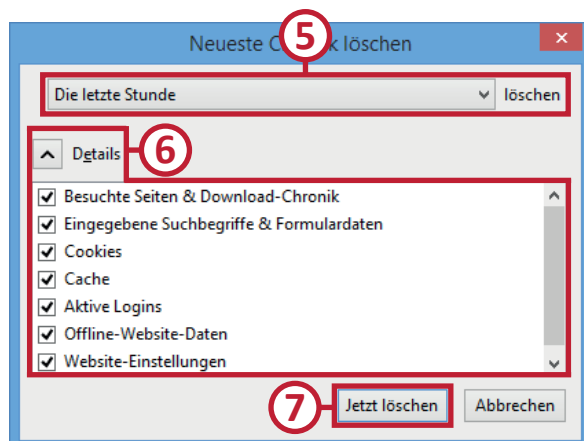 Neueste C k löschen
5
Die letzte Stunde löschen
6
Details
Besuchte Seiten & Download-Chronik
Eingegebene Suchbegriffe & Formulardaten
Cookies
Cache
Aktive Logins
Offline-Website-Daten
Website-Einstellungen
7
Jetzt löschen Abbrechen